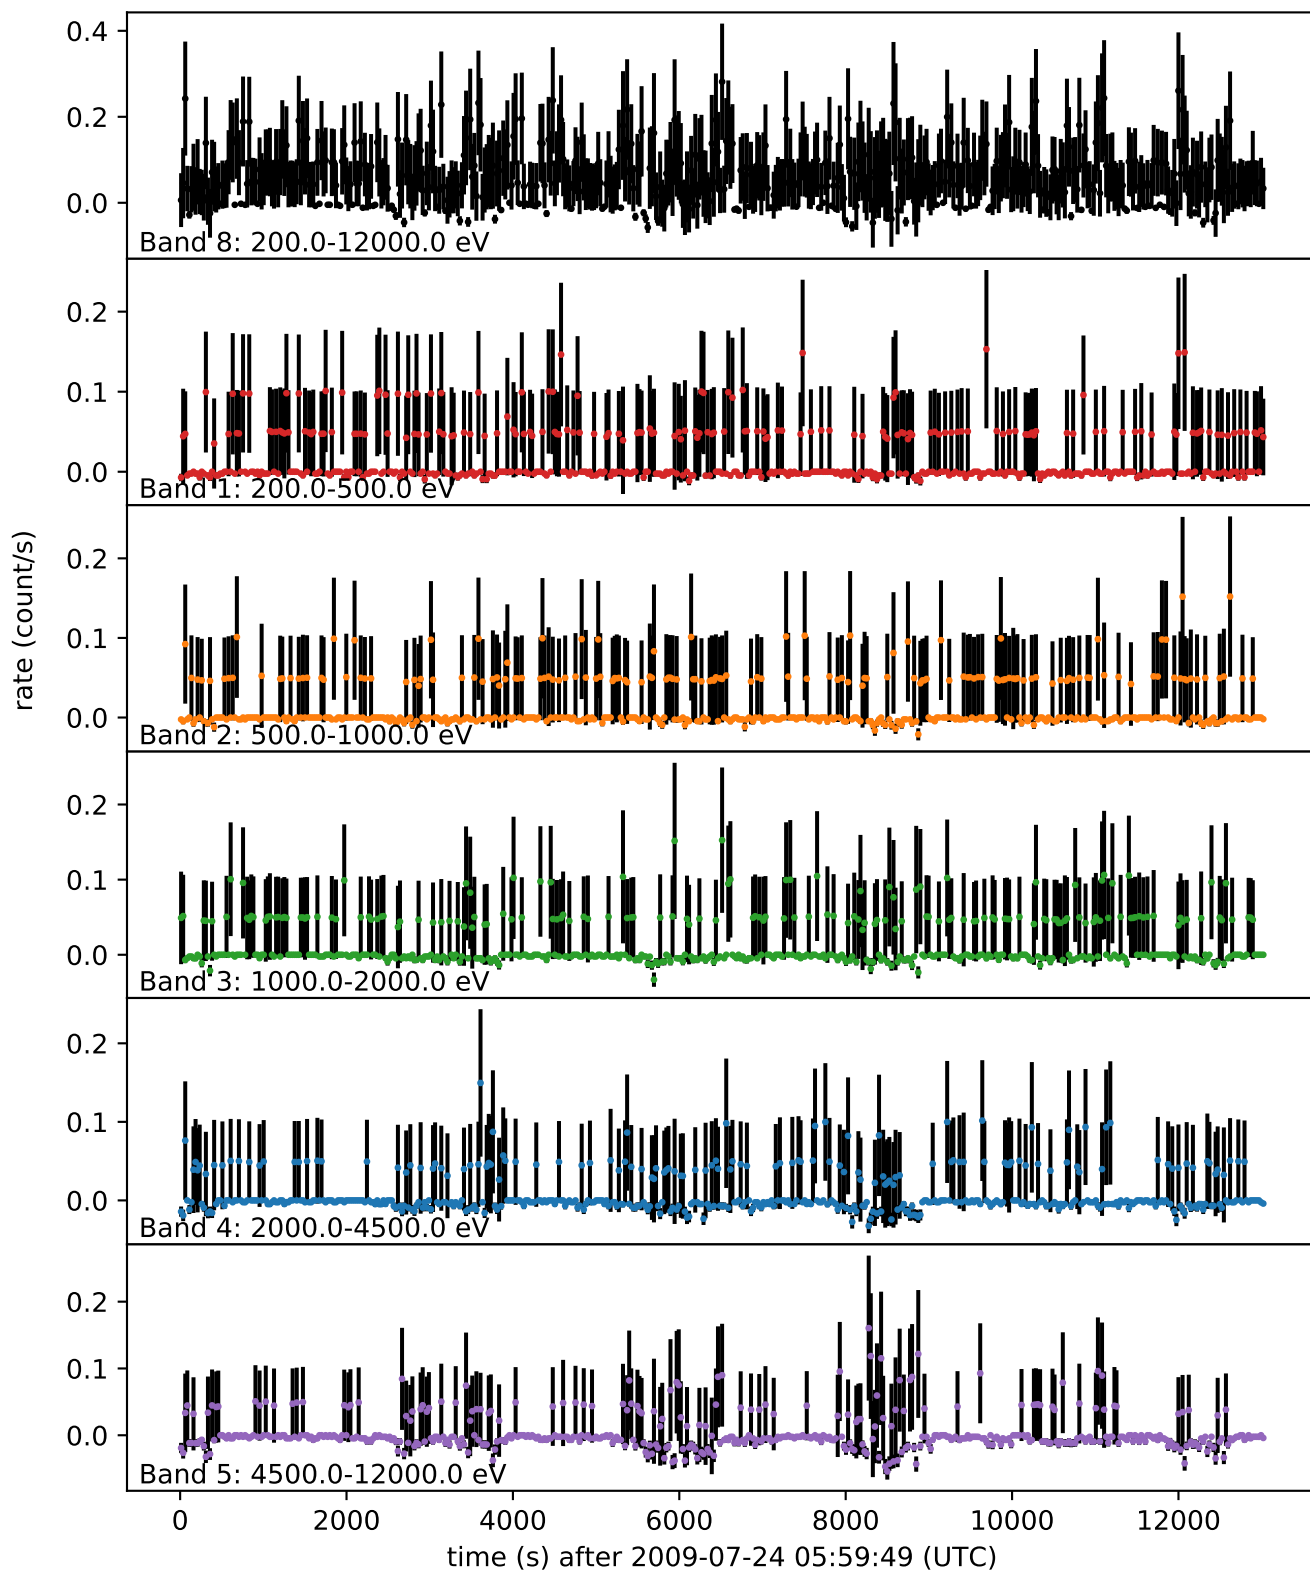 0.4
0.2
0.0
Band 8: 200.0-12000.0 eV
0.2
0.1
0.0
Band 1: 200.0-500.0 eV
0.2
0.1
0.0
Band 2: 500.0-1000.0 eV
rate (count/s)
0.2
0.1
0.0
Band 3: 1000.0-2000.0 eV
0.2
0.1
0.0
Band 4: 2000.0-4500.0 eV
0.2
0.1
0.0
Band 5: 4500.0-12000.0 eV
0 2000 4000 6000 8000 10000 12000
time (s) after 2009-07-24 05:59:49 (UTC)